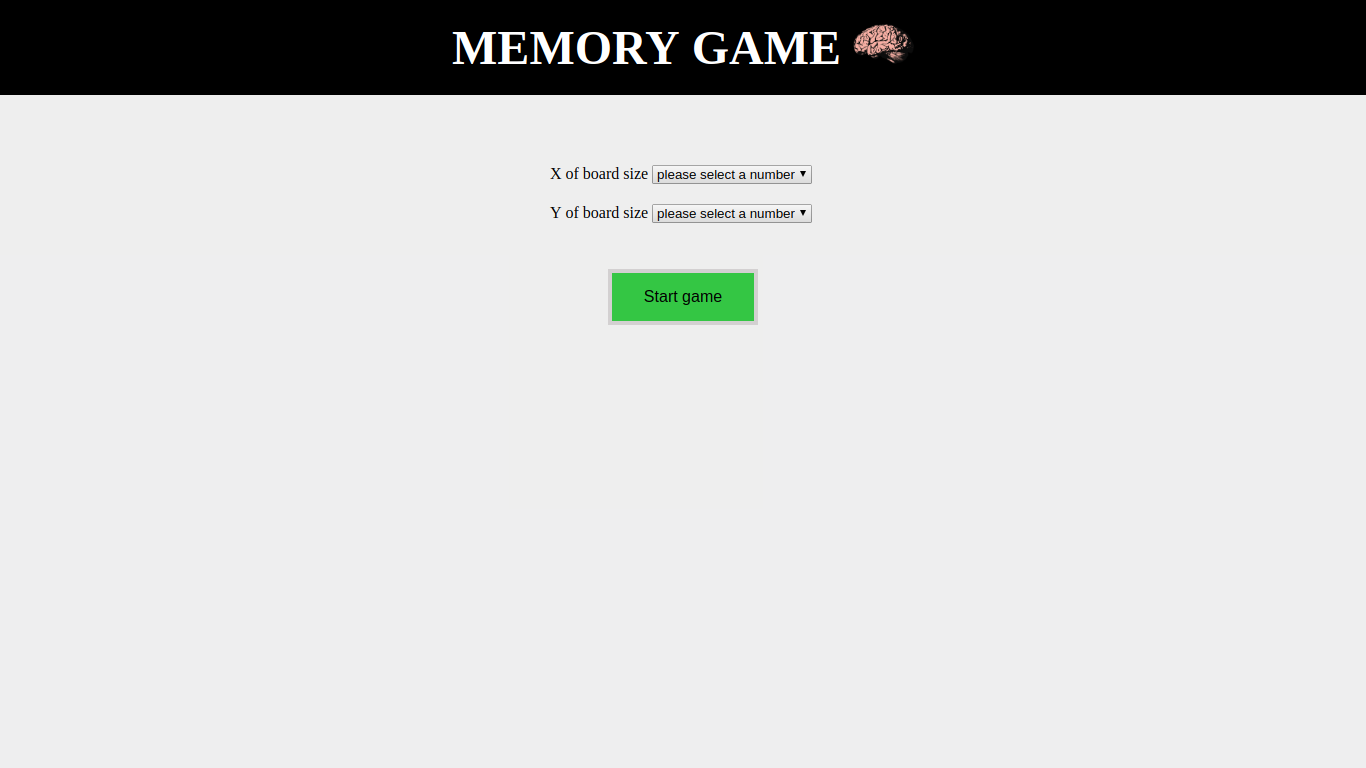 MEMORY GAME
X of board size please select a number
Y of board size please select a number
Start game